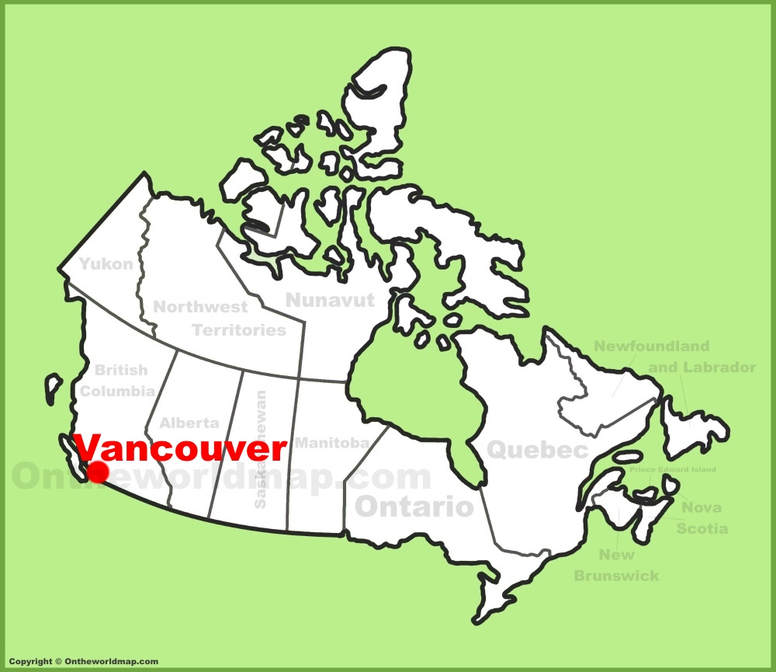 Yukon
Northwest
Territories
Nunavut
British
Columbia
Alberta
Saskatchewan
Manitoba
Vancouver
Ontheworldmap.com
Ontario
Quebec
Newfoundland
and Labrador
Prince Edward Island
Nova
Scotia
New
Brunswick
Copyright © Ontheworldmap.com